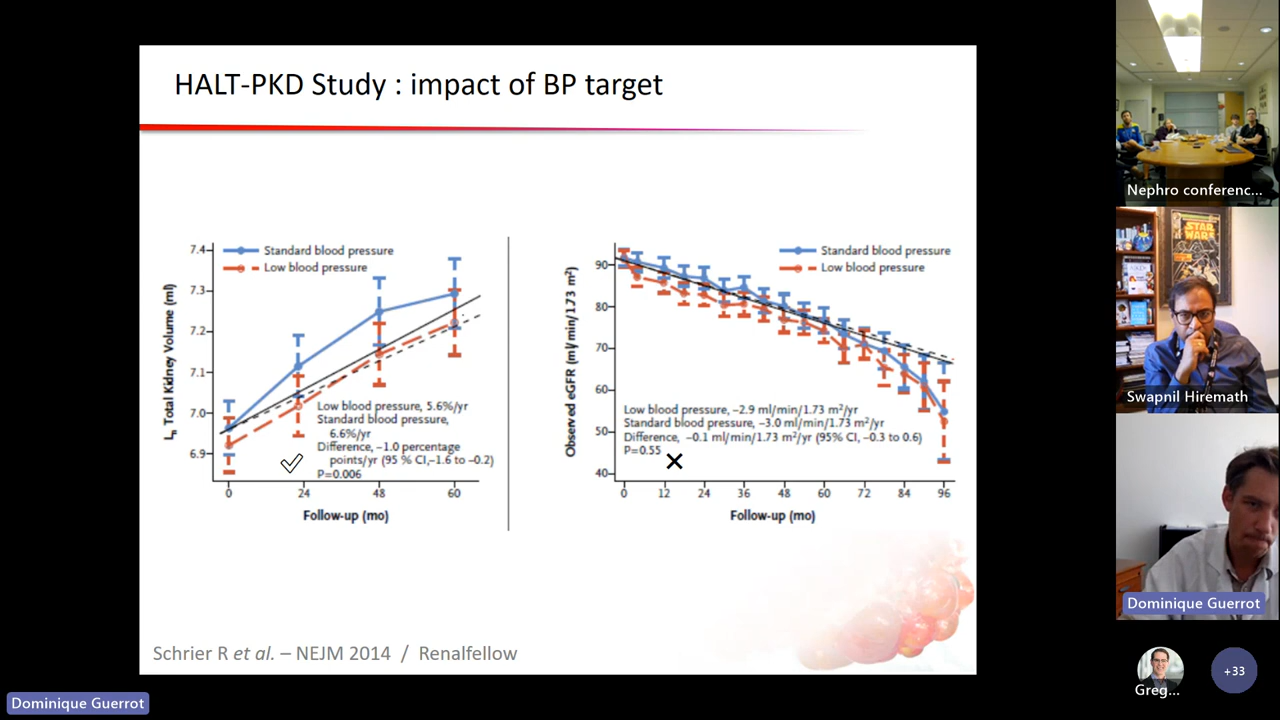 HALT-PKD Study : impact of BP target
7.4
7.3
7.2
7.1
7.0
6.9
Ln Total Kidney Volume (ml)
Standard blood pressure
Low blood pressure
Low blood pressure, 5.6%/yr
Standard blood pressure,
6.6%/yr
Difference, –1.0 percentage
points/yr (95 % CI,–1.6 to –0.2)
P=0.006
0 24 48 60
Follow-up (mo)
90
80
70
60
50
40
Observed eGFR (ml/min/1.73 m²)
Standard blood pressure
Low blood pressure
Low blood pressure, –2.9 ml/min/1.73 m²/yr
Standard blood pressure, –3.0 ml/min/1.73 m²/yr
Difference, –0.1 ml/min/1.73 m²/yr (95% CI, –0.3 to 0.6)
P=0.55
0 12 24 36 48 60 72 84 96
Follow-up (mo)
Schrier R et al. – NEJM 2014 / Renalfellow
Dominique Guerrot
Nephro conferenc...
STAR
WARS
Swapnil Hiremath
Dominique Guerrot
Greg...
+33